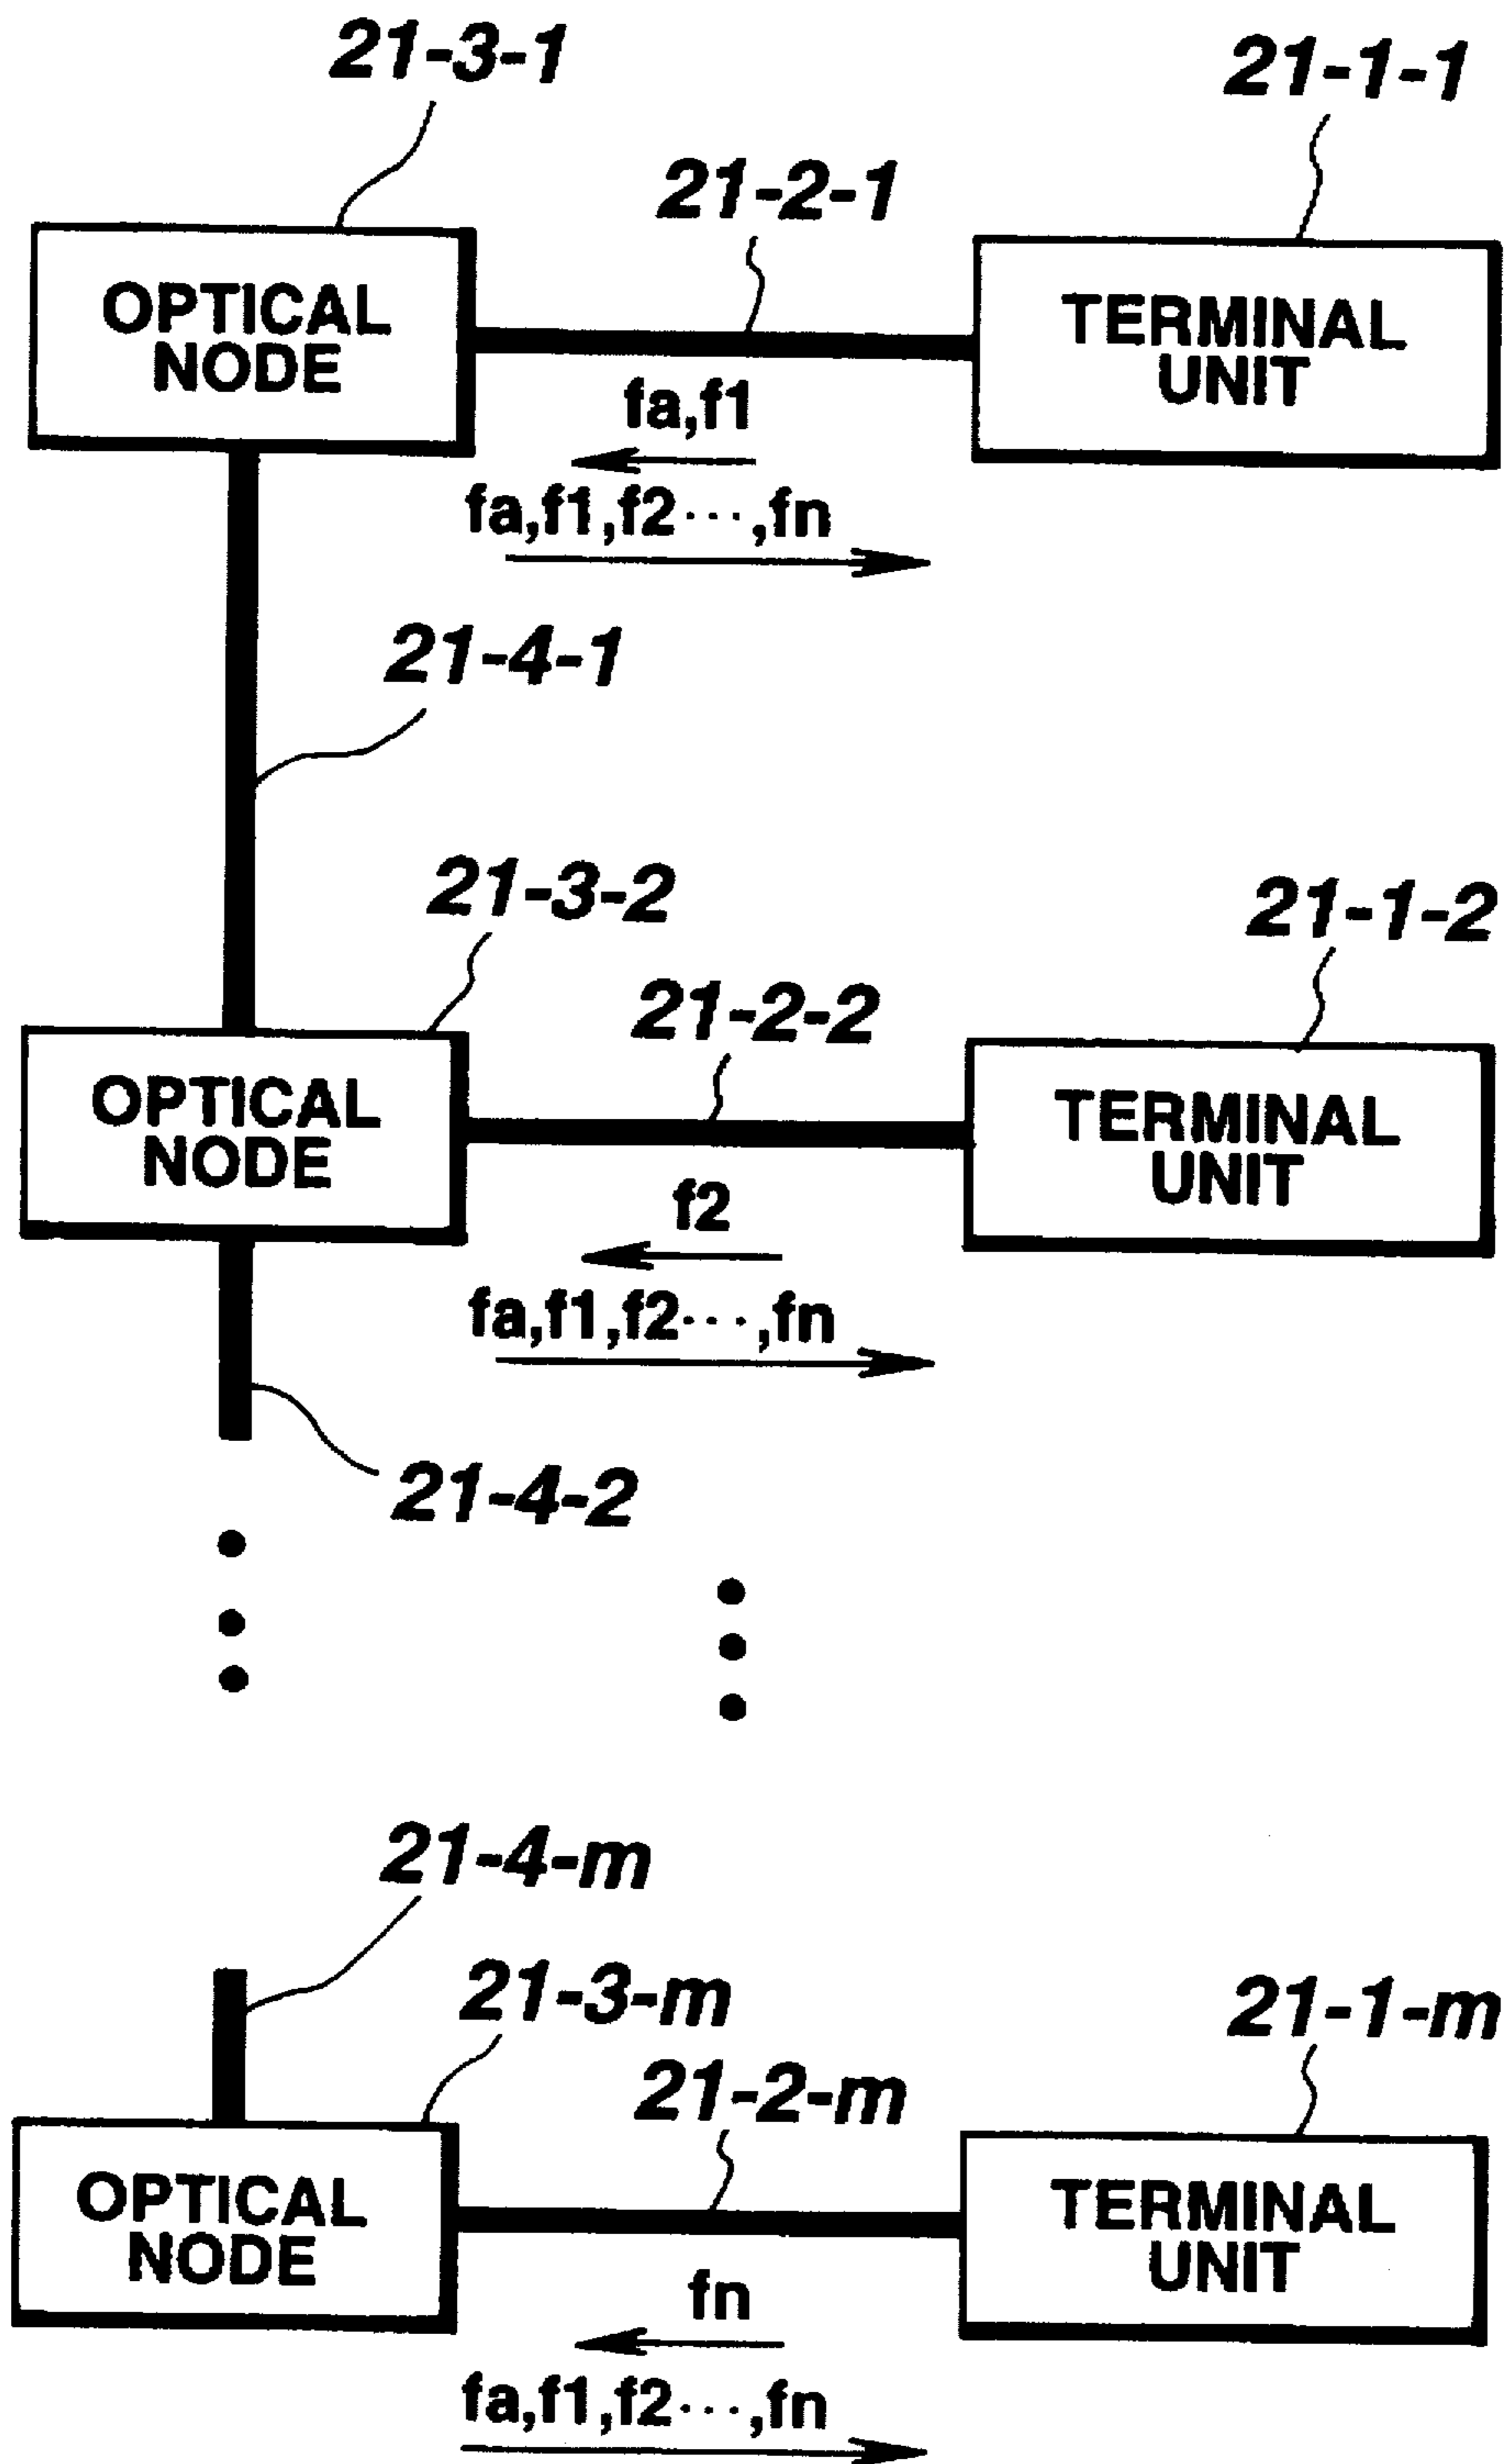 21-3-1
21-1-1
21-2-1
OPTICAL
NODE
TERMINAL
UNIT
fa,f1
fa,f1,f2···,fn
21-4-1
21-3-2
21-1-2
21-2-2
OPTICAL
NODE
TERMINAL
UNIT
f2
fa,f1,f2···,fn
21-4-2
21-4-m
21-3-m
21-1-m
21-2-m
OPTICAL
NODE
TERMINAL
UNIT
fn
fa,f1,f2···,fn